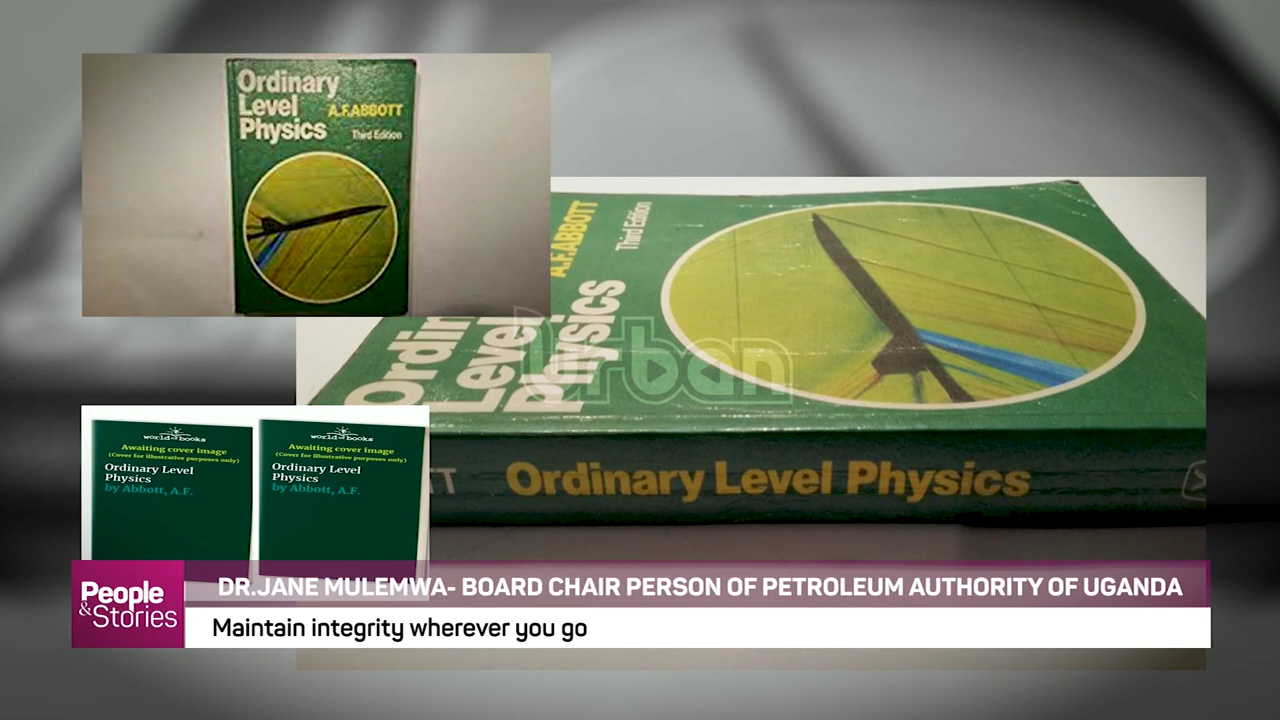 Ordinary
Level
Physics
A.F.ABBOTT
Third Edition
A.F.ABBOTT
Third Edition
Ordin
Level
Physics
Urban
TT
Ordinary Level Physics
world of books
Awaiting cover image
(Cover for illustrative purposes only)
Ordinary Level
Physics
by Abbott, A.F.
world of books
Awaiting cover image
(Cover for illustrative purposes only)
Ordinary Level
Physics
by Abbott, A.F.
People
&Stories
DR.JANE MULEMWA- BOARD CHAIR PERSON OF PETROLEUM AUTHORITY OF UGANDA
Maintain integrity wherever you go